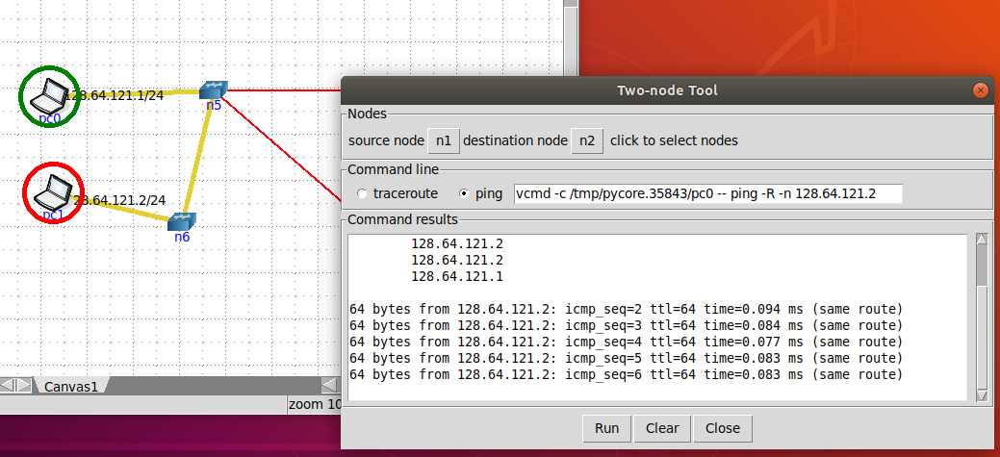 128.64.121.1/24
pc0
n5
28.64.121.2/24
pc1
n6
Canvas1
zoom 10
Two-node Tool
Nodes
source node n1 destination node n2 click to select nodes
Command line
traceroute ping vcmd -c /tmp/pycore.35843/pc0 -- ping -R -n 128.64.121.2
Command results
128.64.121.2
128.64.121.2
128.64.121.1
64 bytes from 128.64.121.2: icmp_seq=2 ttl=64 time=0.094 ms (same route)
64 bytes from 128.64.121.2: icmp_seq=3 ttl=64 time=0.084 ms (same route)
64 bytes from 128.64.121.2: icmp_seq=4 ttl=64 time=0.077 ms (same route)
64 bytes from 128.64.121.2: icmp_seq=5 ttl=64 time=0.083 ms (same route)
64 bytes from 128.64.121.2: icmp_seq=6 ttl=64 time=0.083 ms (same route)
Run Clear Close